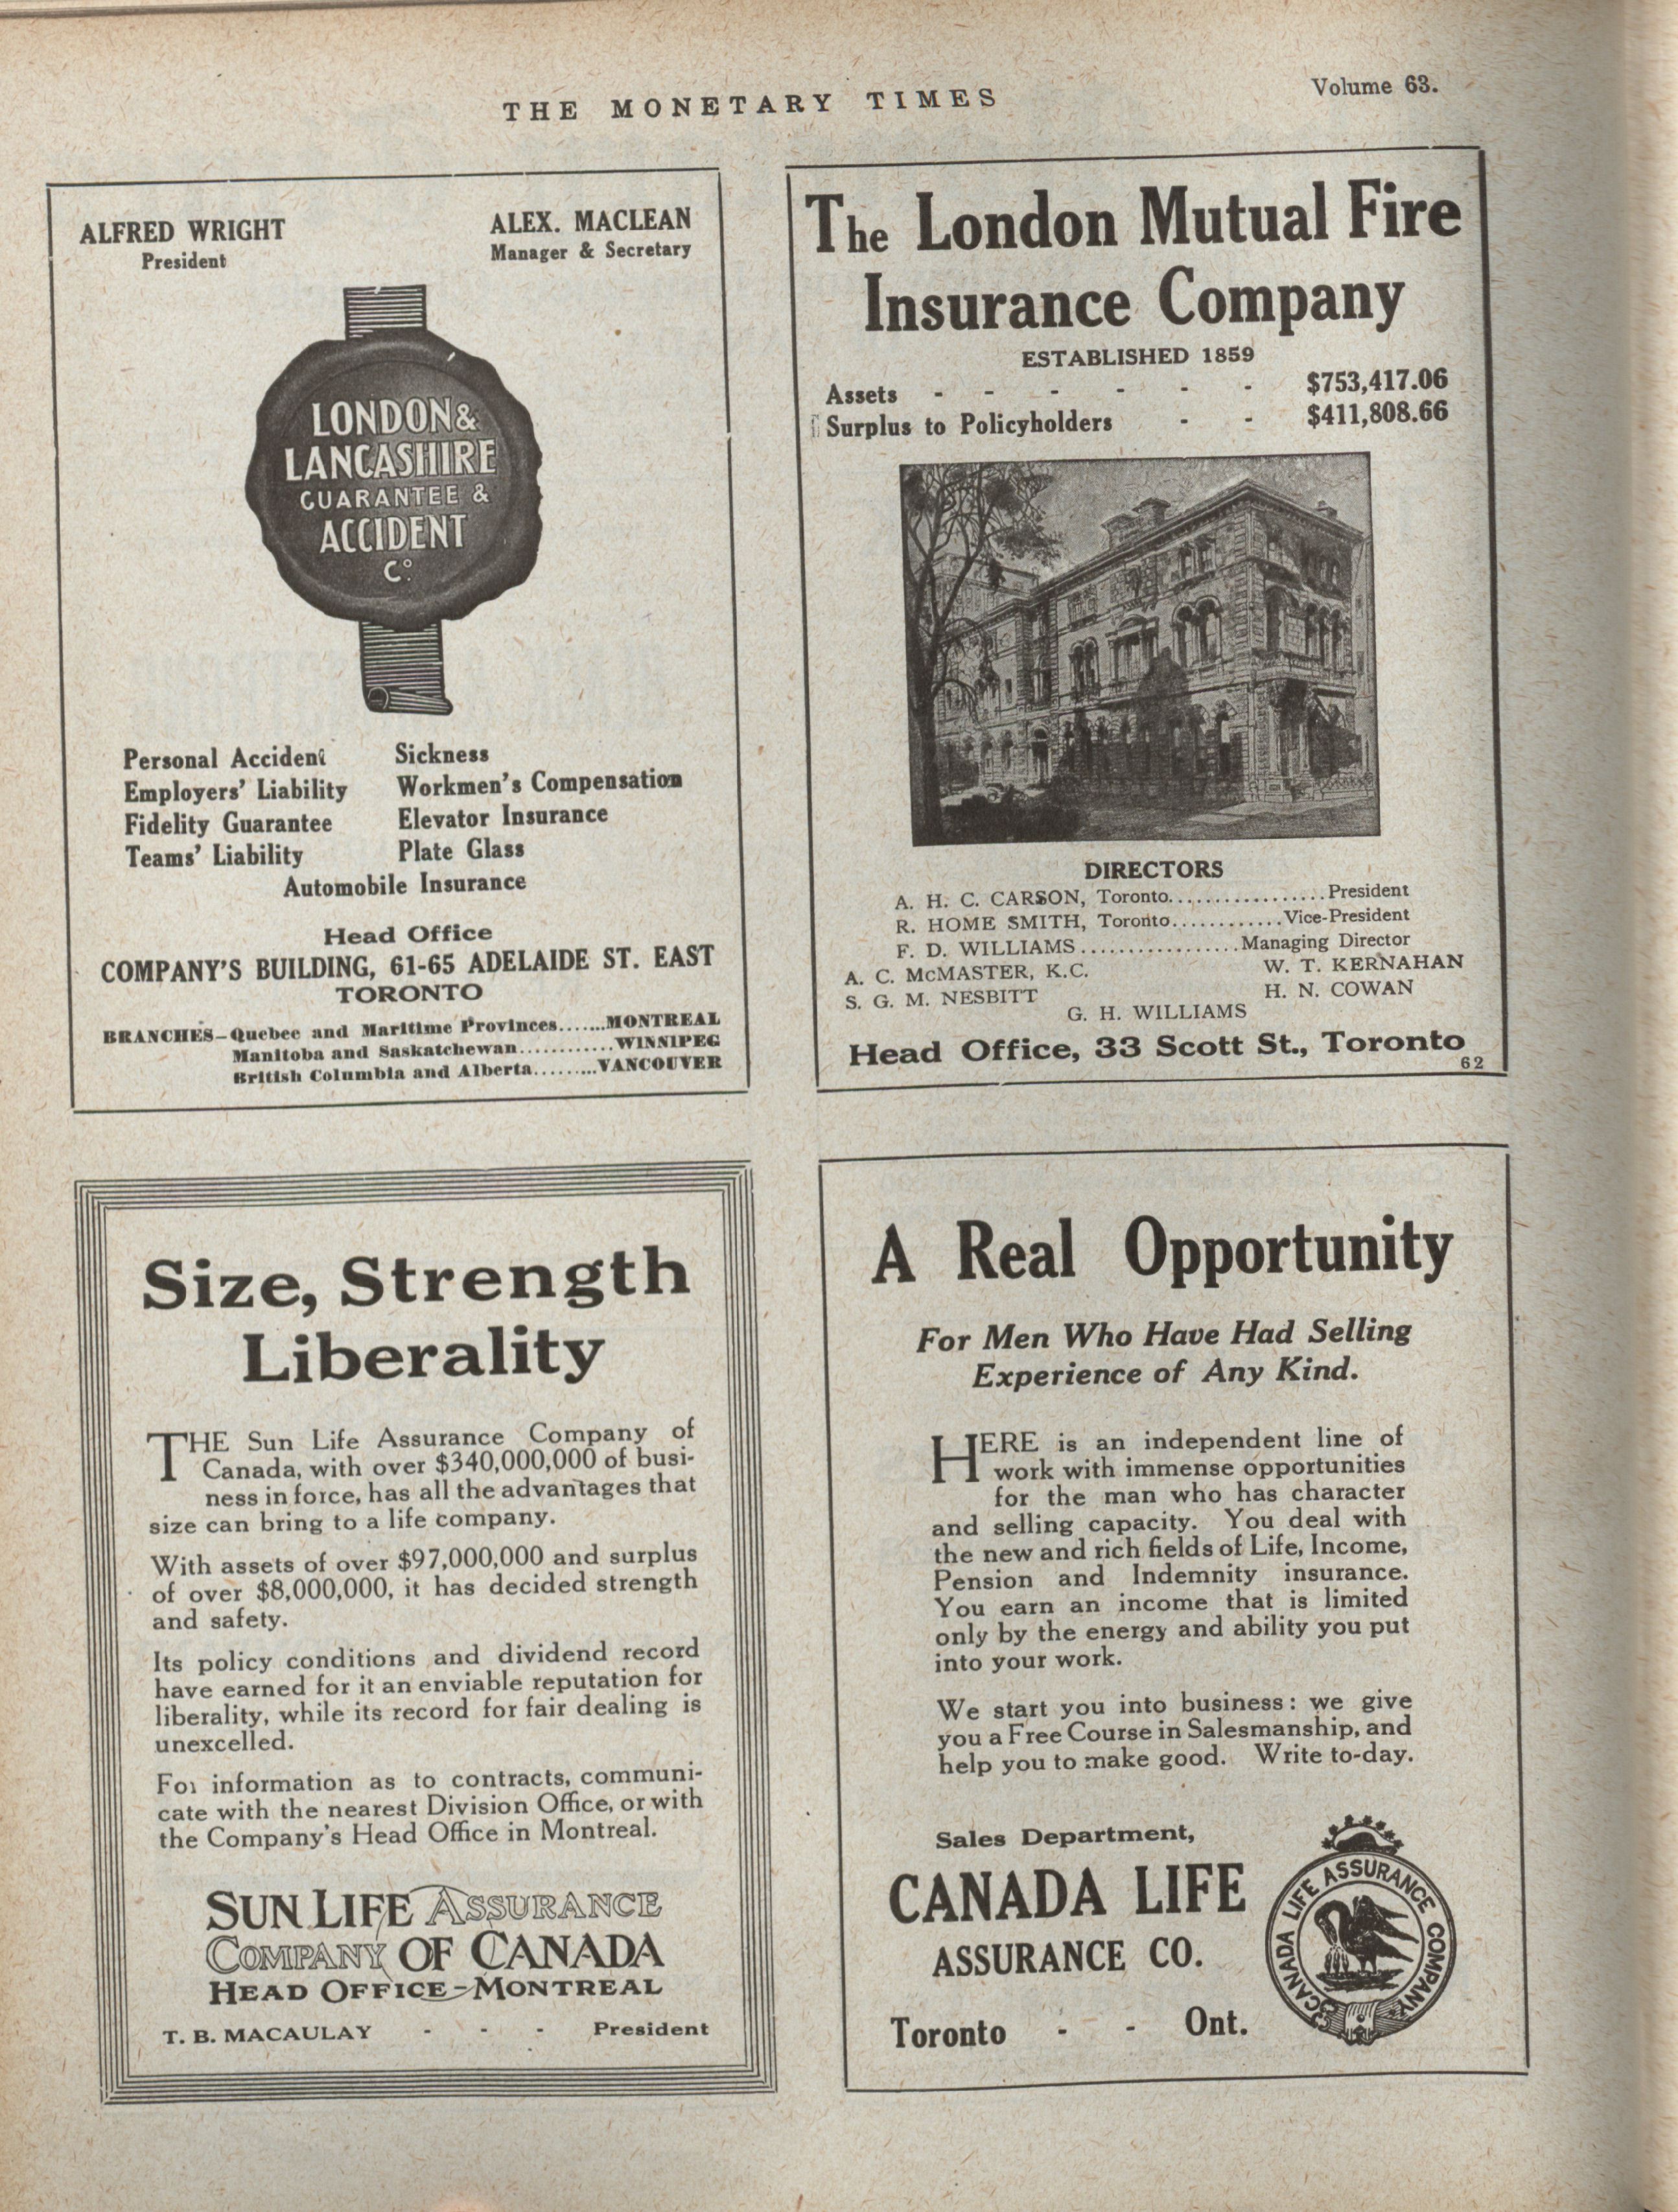 THE MONETARY TIMES
Volume 63.
ALFRED WRIGHT
President
ALEX. MACLEAN
Manager & Secretary
LONDON &
LANCASHIRE
GUARANTEE &
ACCIDENT
Co.
Personal Accident
Sickness
Employers' Liability
Workmen's Compensation
Fidelity Guarantee
Elevator Insurance
Teams' Liability
Plate Glass
Automobile Insurance
Head Office
COMPANY'S BUILDING, 61-65 ADELAIDE ST. EAST
TORONTO
BRANCHES—Quebec and Maritime Provinces.......MONTREAL
Manitoba and Saskatchewan............WINNIPEG
British Columbia and Alberta.........VANCOUVER
The London Mutual Fire
Insurance Company
ESTABLISHED 1859
Assets - - - - - - $753,417.06
Surplus to Policyholders - - $411,808.66
DIRECTORS
A. H. C. CARSON, Toronto..................President
R. HOME SMITH, Toronto............Vice-President
F. D. WILLIAMS.................Managing Director
A. C. McMASTER, K.C. W. T. KERNAHAN
S. G. M. NESBITT H. N. COWAN
G. H. WILLIAMS
Head Office, 33 Scott St., Toronto
62
Size, Strength
Liberality
THE Sun Life Assurance Company of
Canada, with over $340,000,000 of busi-
ness in force, has all the advantages that
size can bring to a life company.
With assets of over $97,000,000 and surplus
of over $8,000,000, it has decided strength
and safety.
Its policy conditions and dividend record
have earned for it an enviable reputation for
liberality, while its record for fair dealing is
unexcelled.
For information as to contracts, communi-
cate with the nearest Division Office, or with
the Company's Head Office in Montreal.
SUN LIFE ASSURANCE
COMPANY OF CANADA
HEAD OFFICE-MONTREAL
T. B. MACAULAY - - - President
A Real Opportunity
For Men Who Have Had Selling
Experience of Any Kind.
HERE is an independent line of
work with immense opportunities
for the man who has character
and selling capacity. You deal with
the new and rich fields of Life, Income,
Pension and Indemnity insurance.
You earn an income that is limited
only by the energy and ability you put
into your work.
We start you into business: we give
you a Free Course in Salesmanship, and
help you to make good. Write to-day.
Sales Department,
CANADA LIFE
ASSURANCE CO.
Toronto - - Ont.
CANADA LIFE ASSURANCE COMPANY